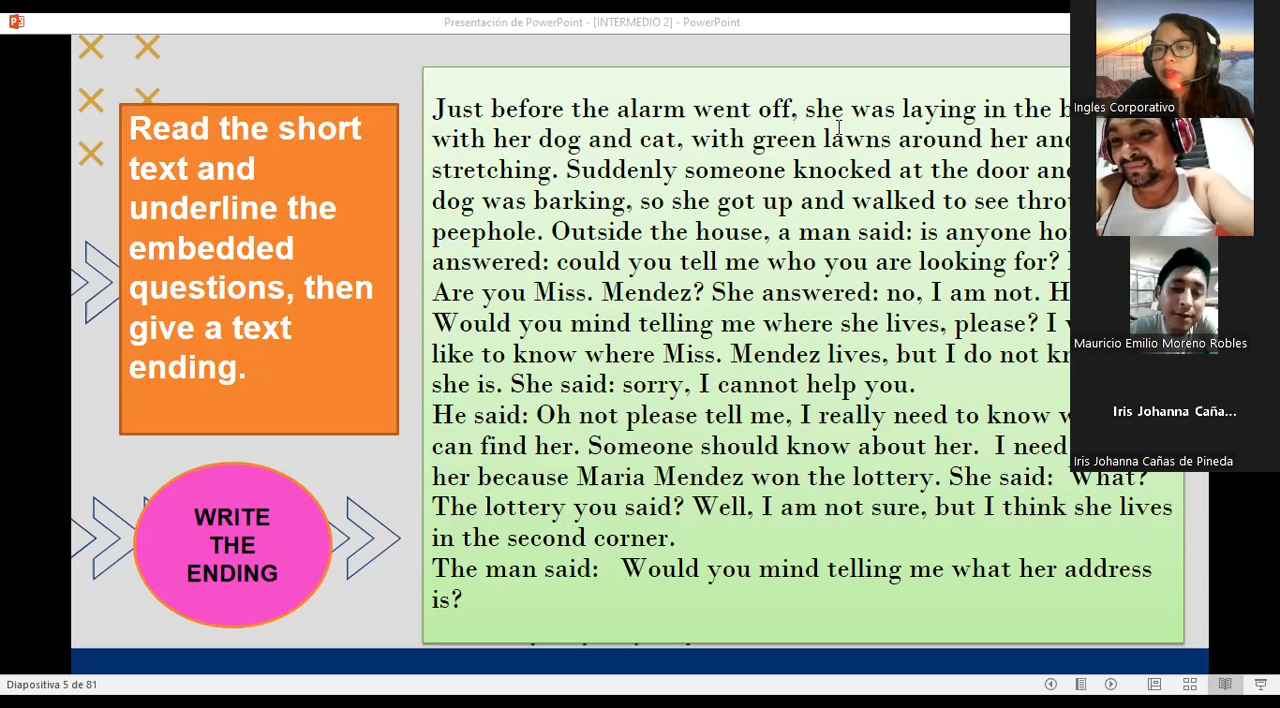 Presentación de PowerPoint - [INTERMEDIO 2] - PowerPoint
Read the short
text and
underline the
embedded
questions, then
give a text
ending.
WRITE
THE
ENDING
Just before the alarm went off, she was laying in the
with her dog and cat, with green lawns around her and
stretching. Suddenly someone knocked at the door and
dog was barking, so she got up and walked to see
peephole. Outside the house, a man said: is anyone
answered: could you tell me who you are looking for?
Are you Miss. Mendez? She answered: no, I am not.
Would you mind telling me where she lives, please? I
like to know where Miss. Mendez lives, but I do not
she is. She said: sorry, I cannot help you.
He said: Oh not please tell me, I really need to know
can find her. Someone should know about her. I need
her because Maria Mendez won the lottery. She said: What?
The lottery you said? Well, I am not sure, but I think she lives
in the second corner.
The man said: Would you mind telling me what her address
is?
Ingles Corporativo
Mauricio Emilio Moreno Robles
Iris Johanna Caña...
Iris Johanna Cañas de Pineda
Diapositiva 5 de 81